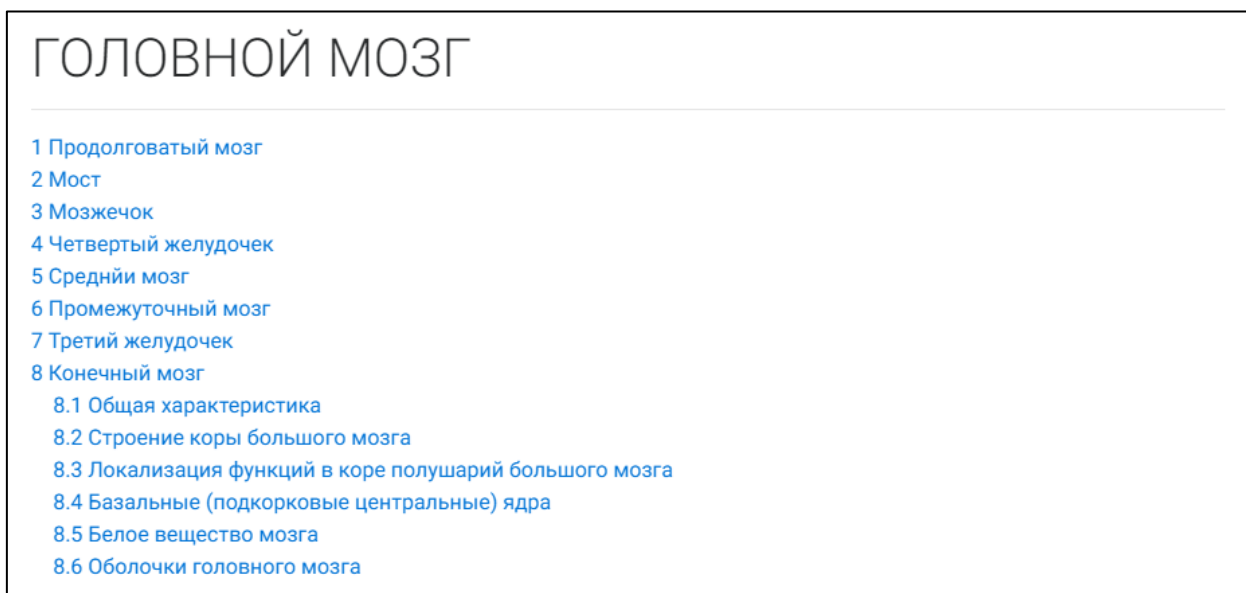 ГОЛОВНОЙ МОЗГ
1 Продолговатый мозг
2 Мост
3 Мозжечок
4 Четвертый желудочек
5 Среднйи мозг
6 Промежуточный мозг
7 Третий желудочек
8 Конечный мозг
8.1 Общая характеристика
8.2 Строение коры большого мозга
8.3 Локализация функций в коре полушарий большого мозга
8.4 Базальные (подкорковые центральные) ядра
8.5 Белое вещество мозга
8.6 Оболочки головного мозга